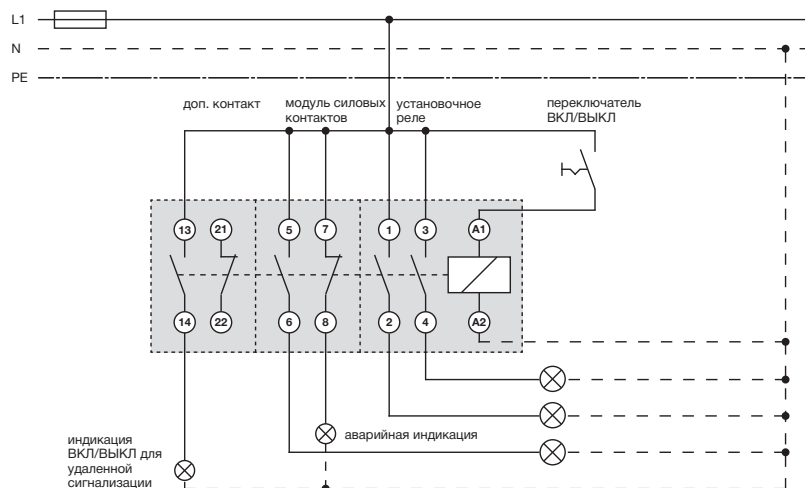 L1
N
PE
доп. контакт
модуль силовых
контактов
установочное
реле
переключатель
ВКЛ/ВЫКЛ
13 21 5 7 1 3 A1
14 22 6 8 2 4 A2
аварийная индикация
индикация
ВКЛ/ВЫКЛ для
удаленной
сигнализации